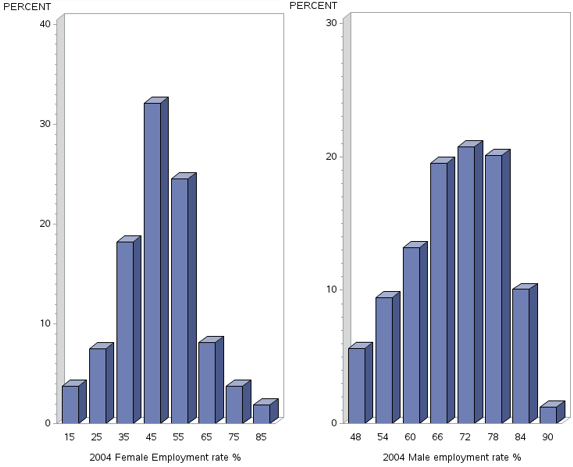 PERCENT
40
30
20
10
0
15 25 35 45 55 65 75 85
2004 Female Employment rate %
PERCENT
30
20
10
0
48 54 60 66 72 78 84 90
2004 Male employment rate %